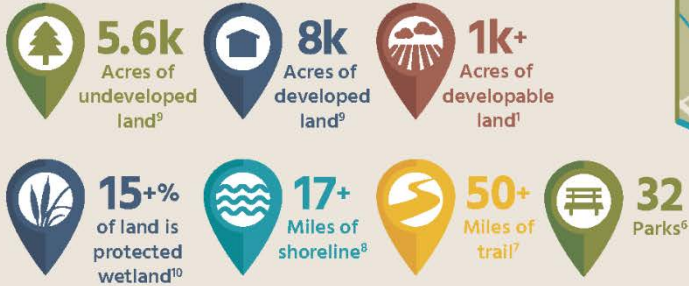 5.6k
Acres of
undeveloped
land⁹
8k
Acres of
developed
land⁹
1k+
Acres of
developable
land¹
15+%
of land is
protected
wetland¹⁰
17+
Miles of
shoreline⁸
50+
Miles of
trail⁷
32
Parks⁶